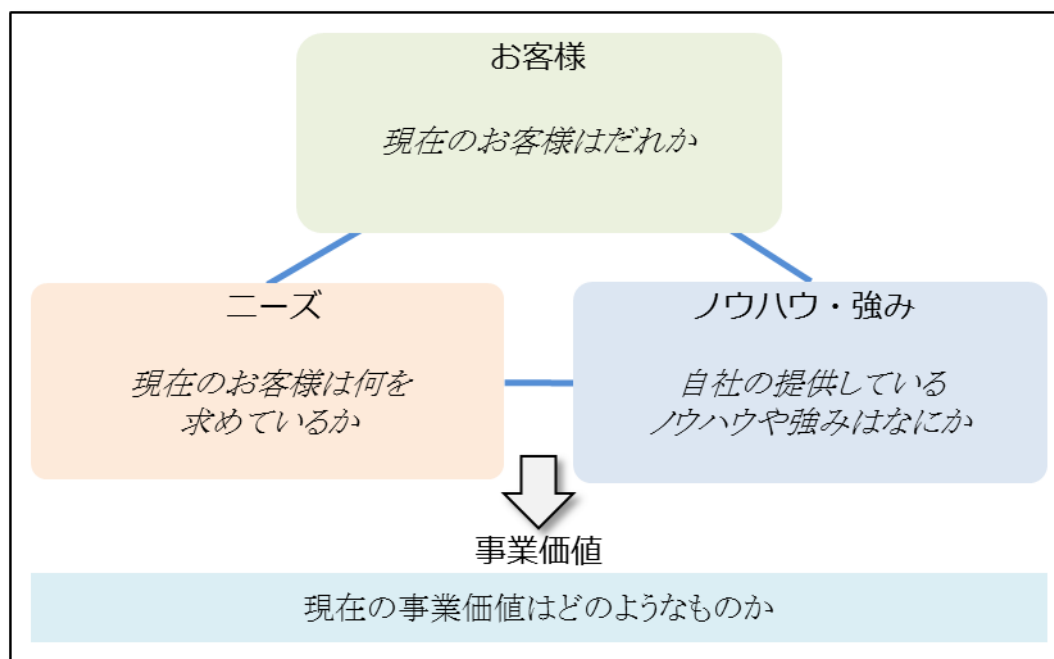 お客様
現在のお客様はだれか
ニーズ
現在のお客様は何を
求めているか
ノウハウ・強み
自社の提供している
ノウハウや強みはなにか
事業価値
現在の事業価値はどのようなものか